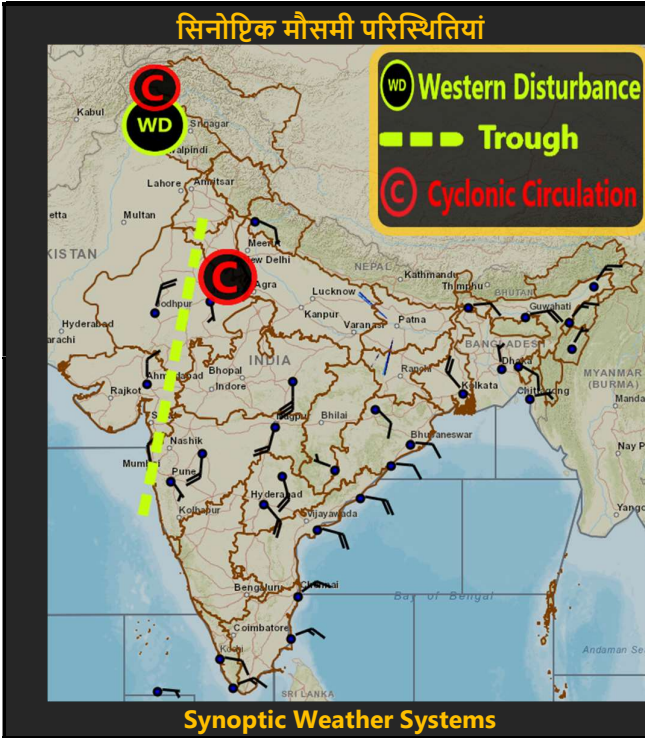 सिनोप्टिक मौसमी परिस्थितियां
WD Western Disturbance
Trough
C Cyclonic Circulation
C
WD
Kabul
Srinagar
Lahore Amritsar
Multan
Meerut
New Delhi
C
Agra
NEPAL
Kathmandu
Thimphu
BHUTAN
Jodhpur
Lucknow
Guwahati
Kanpur
Patna
Hyderabad
Varanasi
BANGLADESH
INDIA
Dhaka
Ahmedabad
Bhopal
Ranchi
MYANMAR
(BURMA)
Rajkot
Indore
Kolkata
Chittagong
Nagpur
Bhilai
Bhubaneswar
Nashik
Mumbai
Pune
Hyderabad
Kolhapur
Vijayawada
Bengaluru
Chennai
Bay of Bengal
Coimbatore
Kochi
SRI LANKA
Synoptic Weather Systems